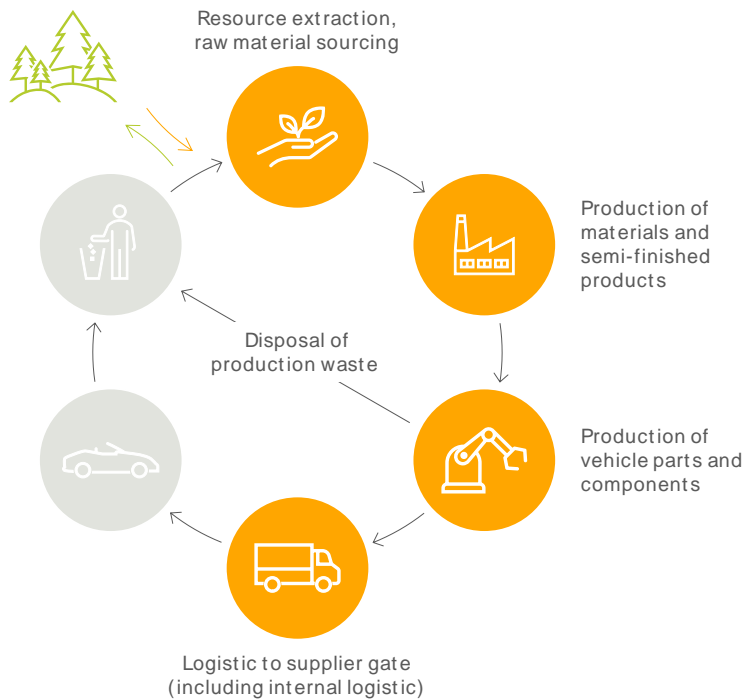 Resource extraction,
raw material sourcing
Production of
materials and
semi-finished
products
Disposal of
production waste
Production of
vehicle parts and
components
Logistic to supplier gate
(including internal logistic)